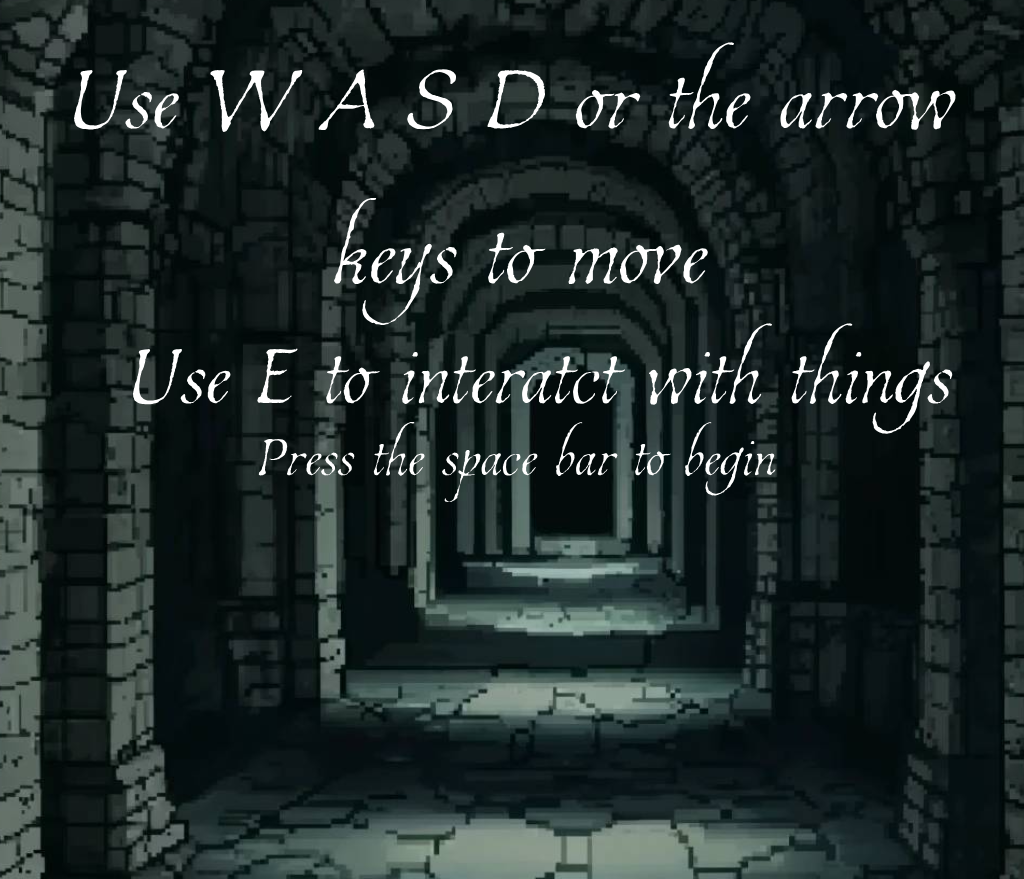 Use W A S D or the arrow
keys to move
Use E to interatct with things
Press the space bar to begin